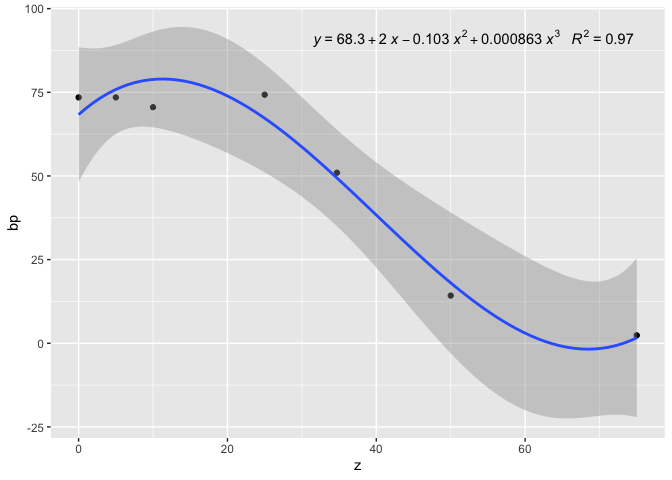 100
y = 68.3 + 2 x − 0.103 x² + 0.000863 x³  R² = 0.97
75
50
25
0
-25
bp
0 20 40 60
z